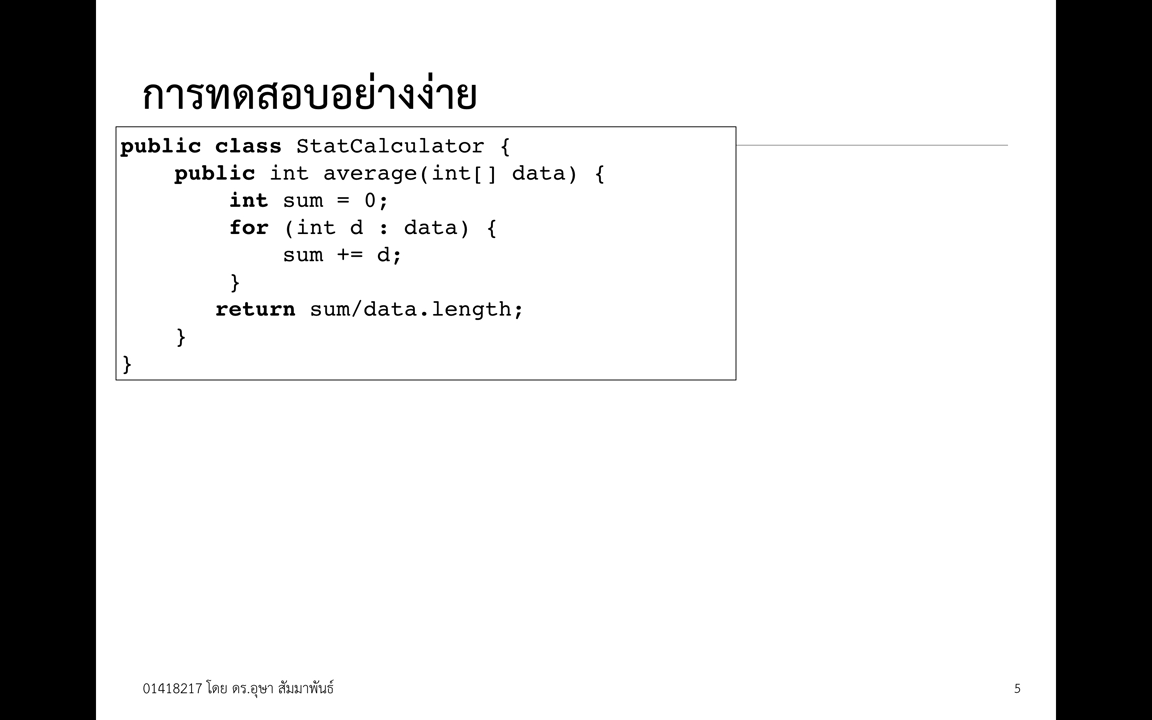 การทดสอบอย่างง่าย
public class StatCalculator {
    public int average(int[] data) {
        int sum = 0;
        for (int d : data) {
            sum += d;
        }
       return sum/data.length;
    }
}
01418217 โดย ดร.อุษา สัมมาพันธ์
5